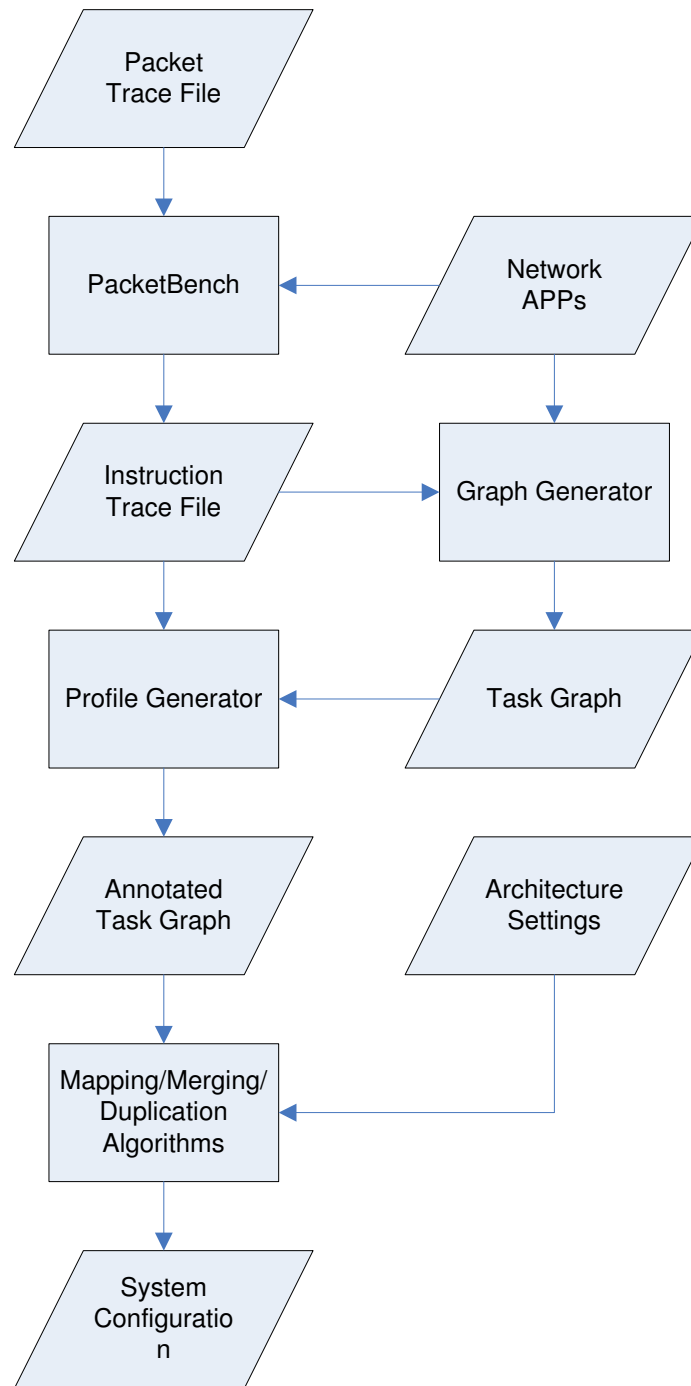 Packet
Trace File
PacketBench
Network
APPs
Instruction
Trace File
Graph Generator
Profile Generator
Task Graph
Annotated
Task Graph
Architecture
Settings
Mapping/Merging/
Duplication
Algorithms
System
Configuratio
n